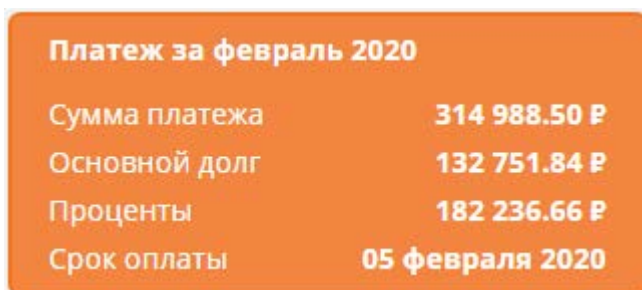 Платеж за февраль 2020
Сумма платежа 314 988.50 ₽
Основной долг 132 751.84 ₽
Проценты 182 236.66 ₽
Срок оплаты 05 февраля 2020